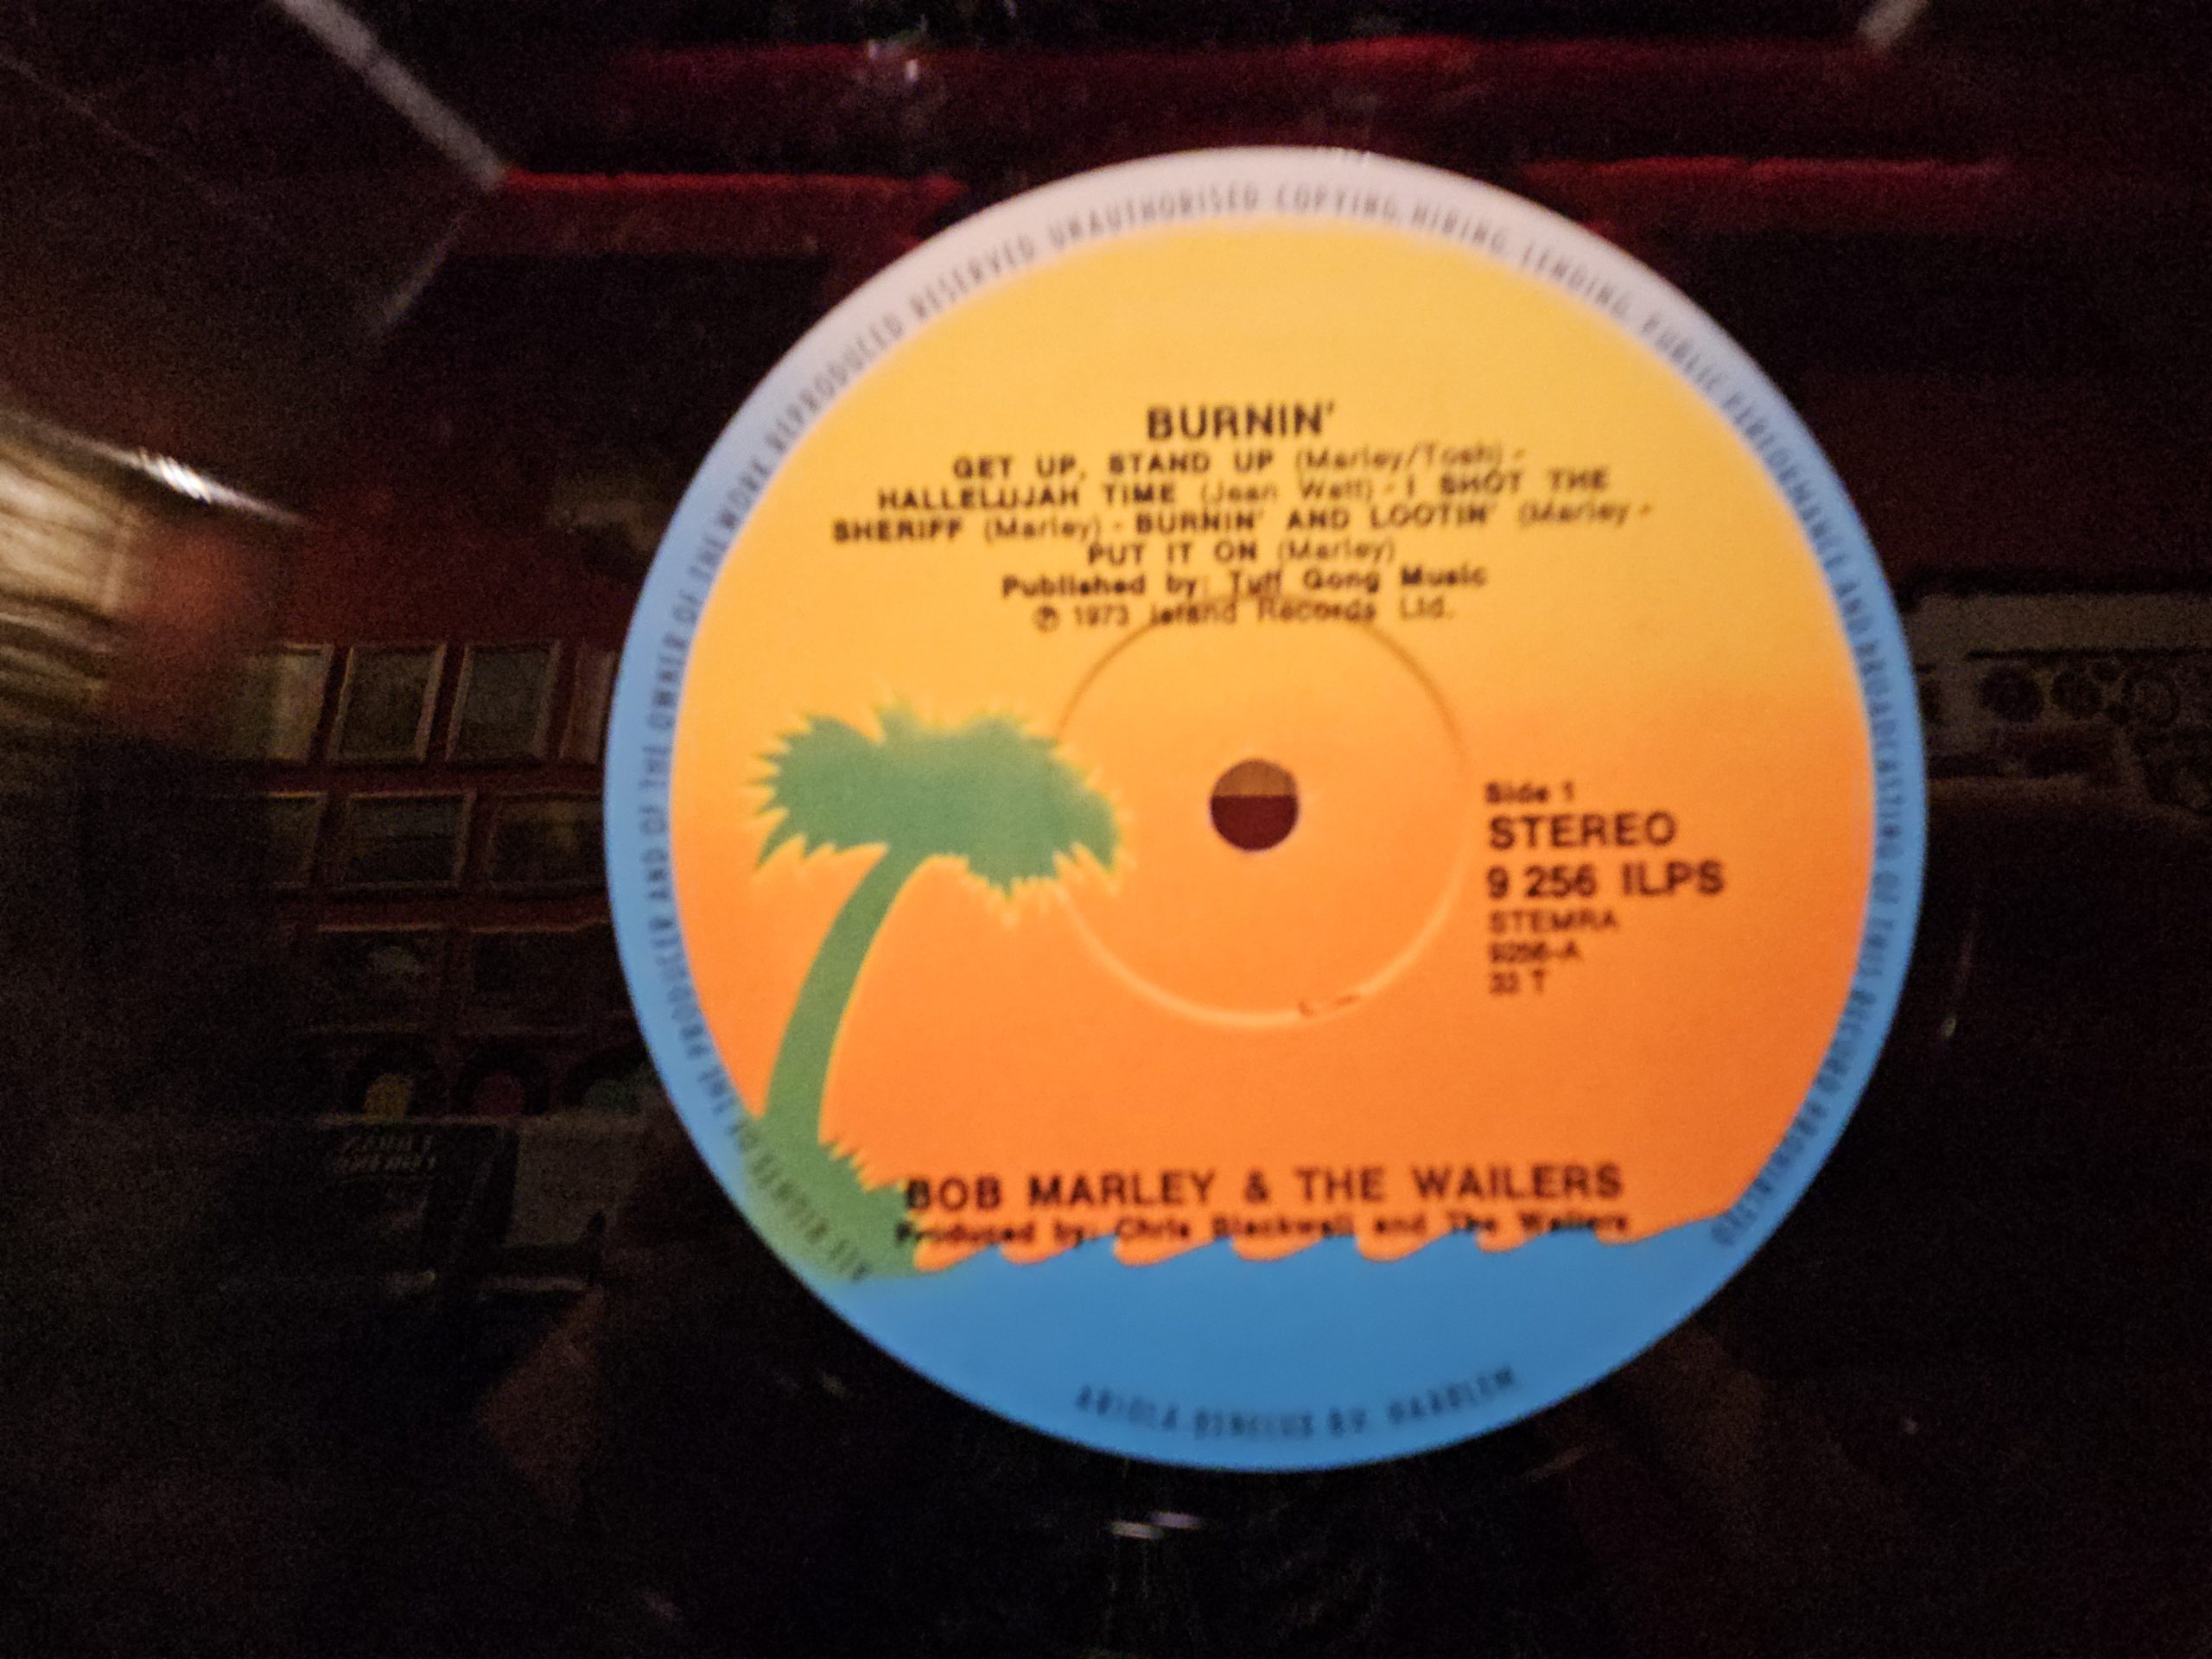 BURNIN'
GET UP, STAND UP (Marley/Tosh) -
HALLELUJAH TIME (Jean Watt) - I SHOT THE
SHERIFF (Marley) - BURNIN' AND LOOTIN' (Marley -
PUT IT ON (Marley)
Published by: Tuff Gong Music
℗ 1973 Island Records Ltd.
Side 1
STEREO
9 256 ILPS
STEMRA
9256-A
33 T
BOB MARLEY & THE WAILERS
Produced by: Chris Blackwell and The Wailers
ALL RIGHTS OF THE PRODUCER AND OF THE OWNER OF THE WORK REPRODUCED RESERVED UNAUTHORISED COPYING, HIRING, LENDING, PUBLIC PERFORMANCE AND BROADCASTING OF THIS RECORD PROHIBITED
ARIOLA BENELUX B.V. HAARLEM